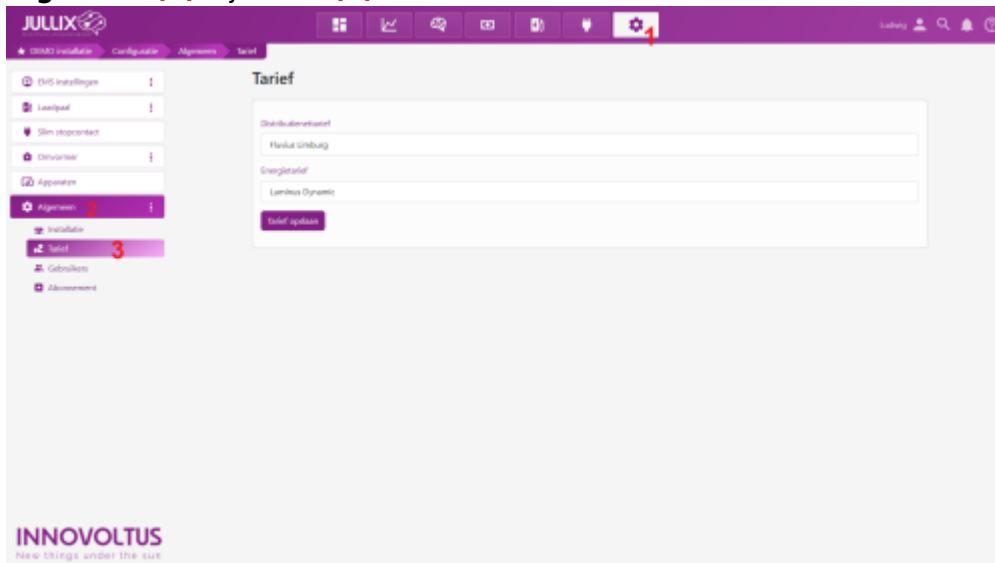 JULLIX
1
Ludwig
DEMO installatie Configuratie Algemeen Tarief
EMS Instellingen
Laadpaal
Slim stopcontact
Omvormer
Apparaten
Algemeen 2
Installatie
Tarief 3
Gebruikers
Abonnement
Tarief
Distributienettarief
Fluvius Limburg
Energietarief
Luminus Dynamic
Tarief opslaan
INNOVOLTUS
New things under the sun